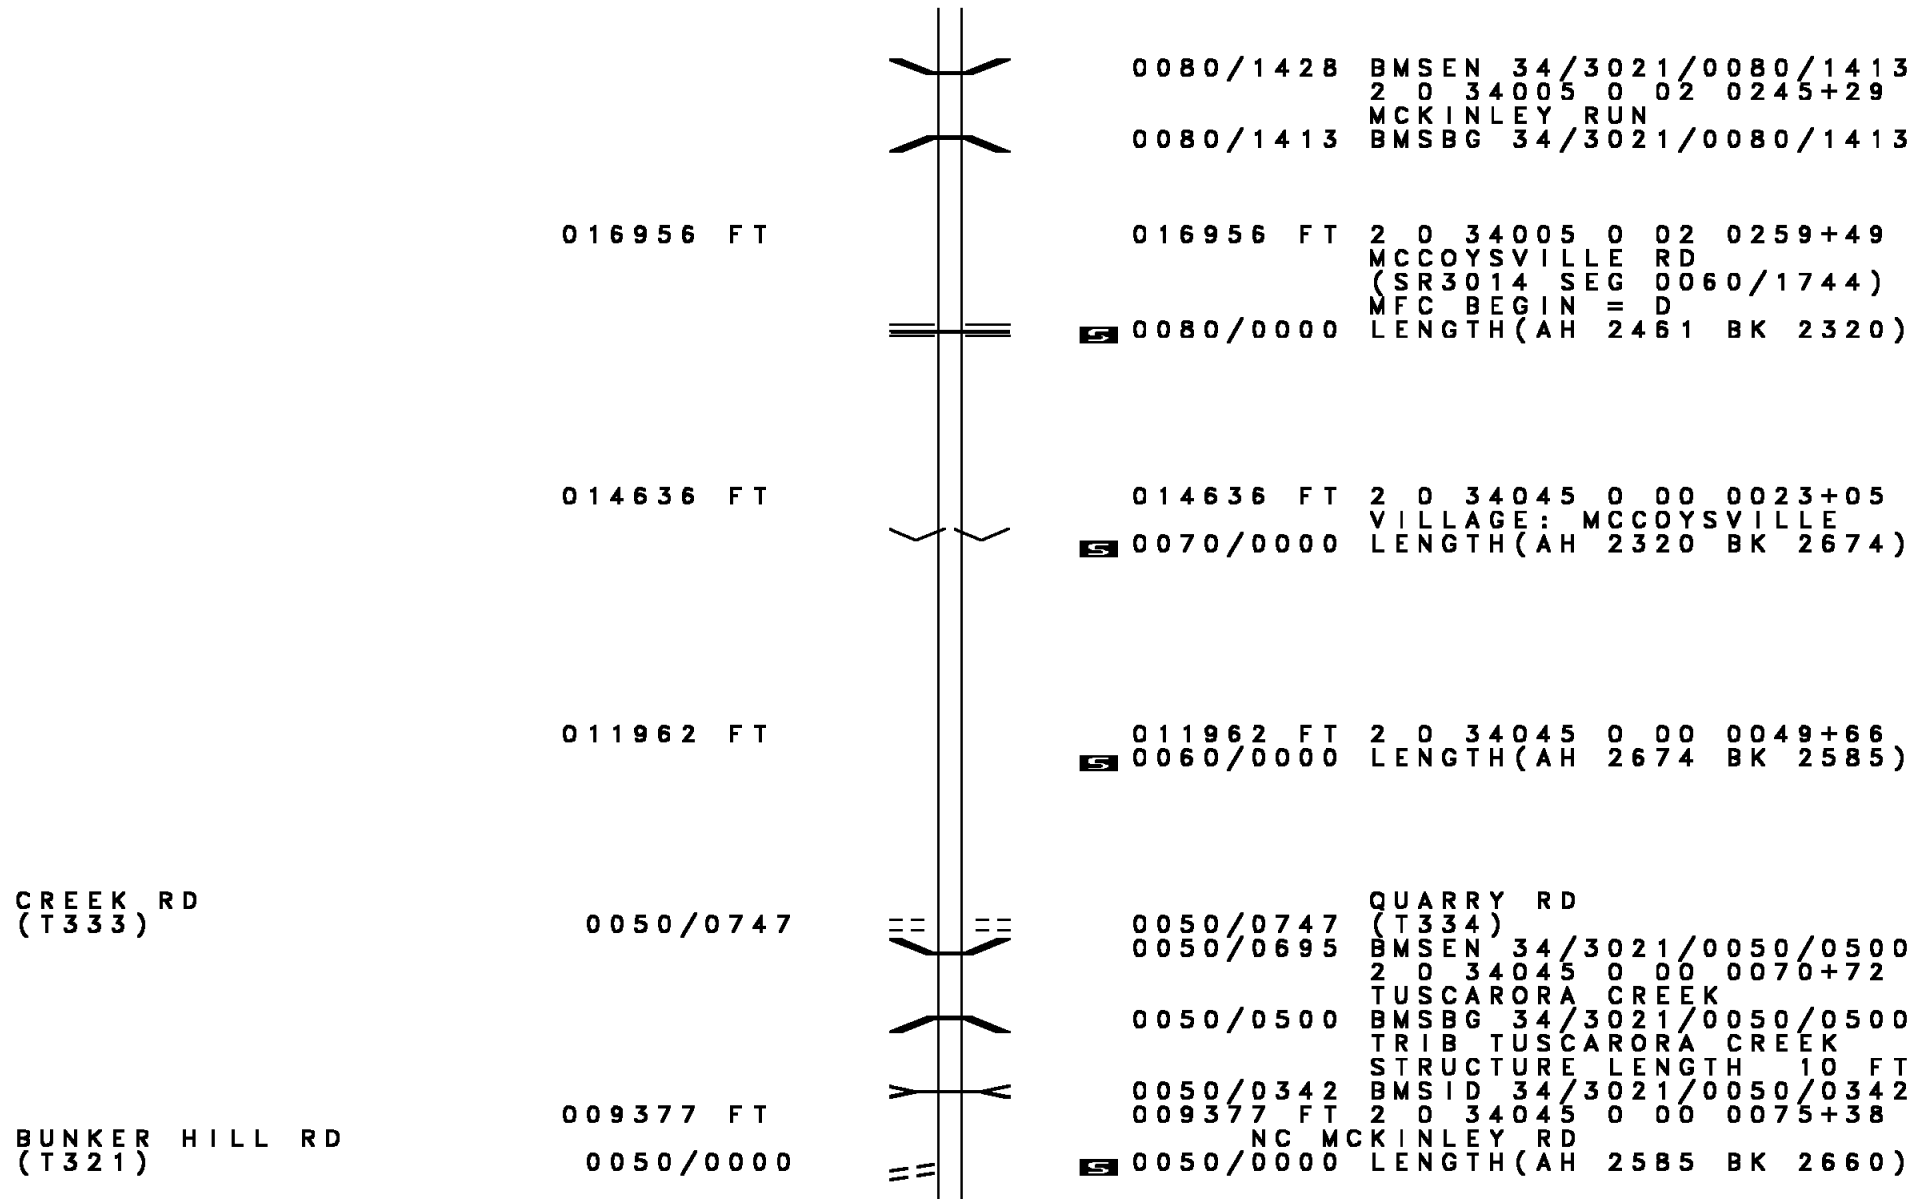 0080/1428 BMSEN 34/3021/0080/1413
2 0 34005 0 02 0245+29
MCKINLEY RUN
0080/1413 BMSBG 34/3021/0080/1413
016956 FT 016956 FT 2 0 34005 0 02 0259+49
MCCOYSVILLE RD
(SR3014 SEG 0060/1744)
MFC BEGIN = D
S 0080/0000 LENGTH(AH 2461 BK 2320)
014636 FT 014636 FT 2 0 34045 0 00 0023+05
VILLAGE: MCCOYSVILLE
S 0070/0000 LENGTH(AH 2320 BK 2674)
011962 FT 011962 FT 2 0 34045 0 00 0049+66
S 0060/0000 LENGTH(AH 2674 BK 2585)
CREEK RD QUARRY RD
(T333) 0050/0747 0050/0747 (T334)
0050/0695 BMSEN 34/3021/0050/0500
2 0 34045 0 00 0070+72
TUSCARORA CREEK
0050/0500 BMSBG 34/3021/0050/0500
TRIB TUSCARORA CREEK
STRUCTURE LENGTH 10 FT
0050/0342 BMSID 34/3021/0050/0342
009377 FT 009377 FT 2 0 34045 0 00 0075+38
BUNKER HILL RD NC MCKINLEY RD
(T321) 0050/0000 S 0050/0000 LENGTH(AH 2585 BK 2660)